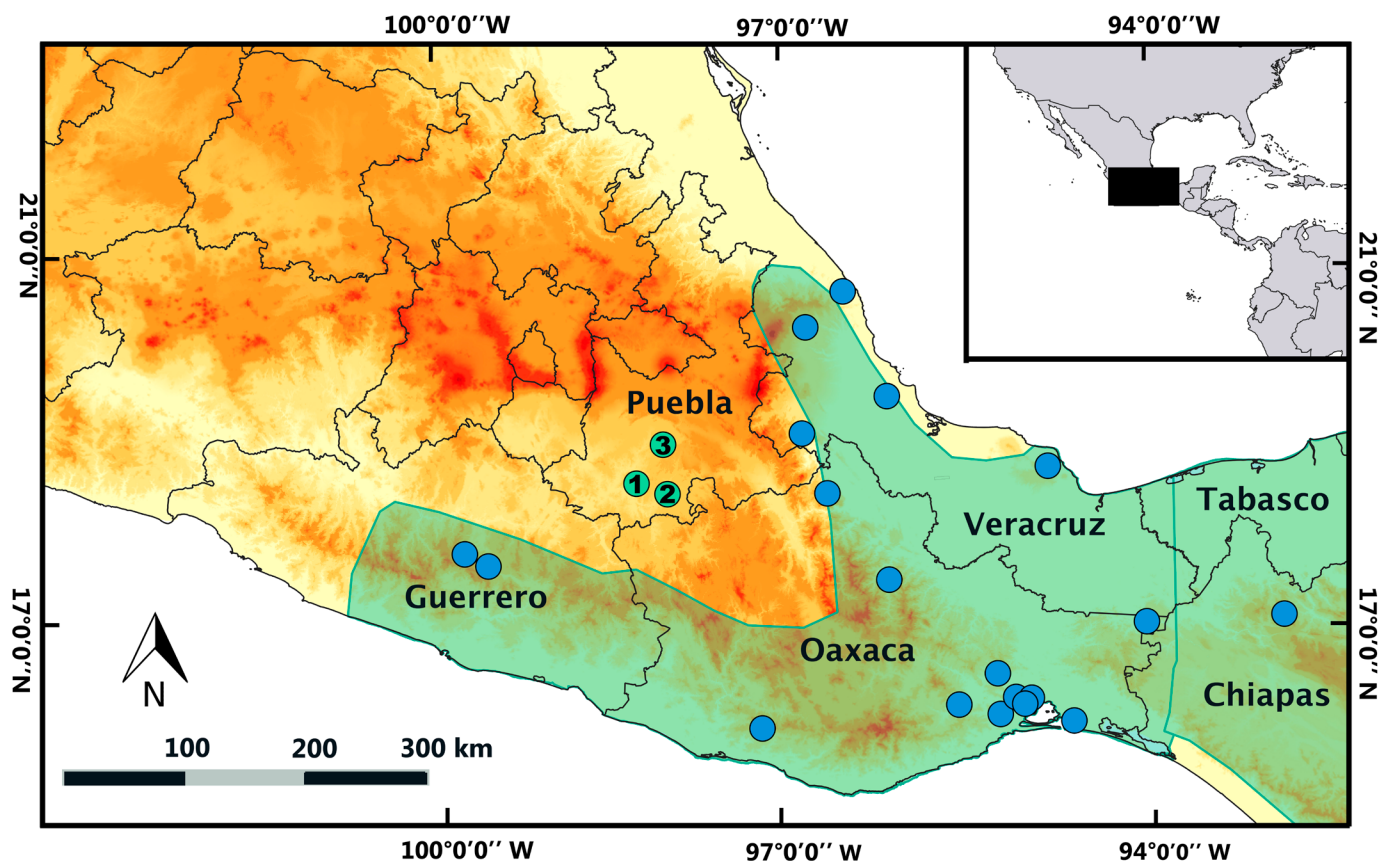 100°0′0′′W
97°0′0′′W
94°0′0′′W
21°0′0′′N
21°0′0′′ N
Puebla
3
1
2
Tabasco
Veracruz
Guerrero
17°0′0′′N
17°0′0′′ N
Oaxaca
Chiapas
N
100
200
300 km
100°0′0′′ W
97°0′0′′ W
94°0′0′′ W